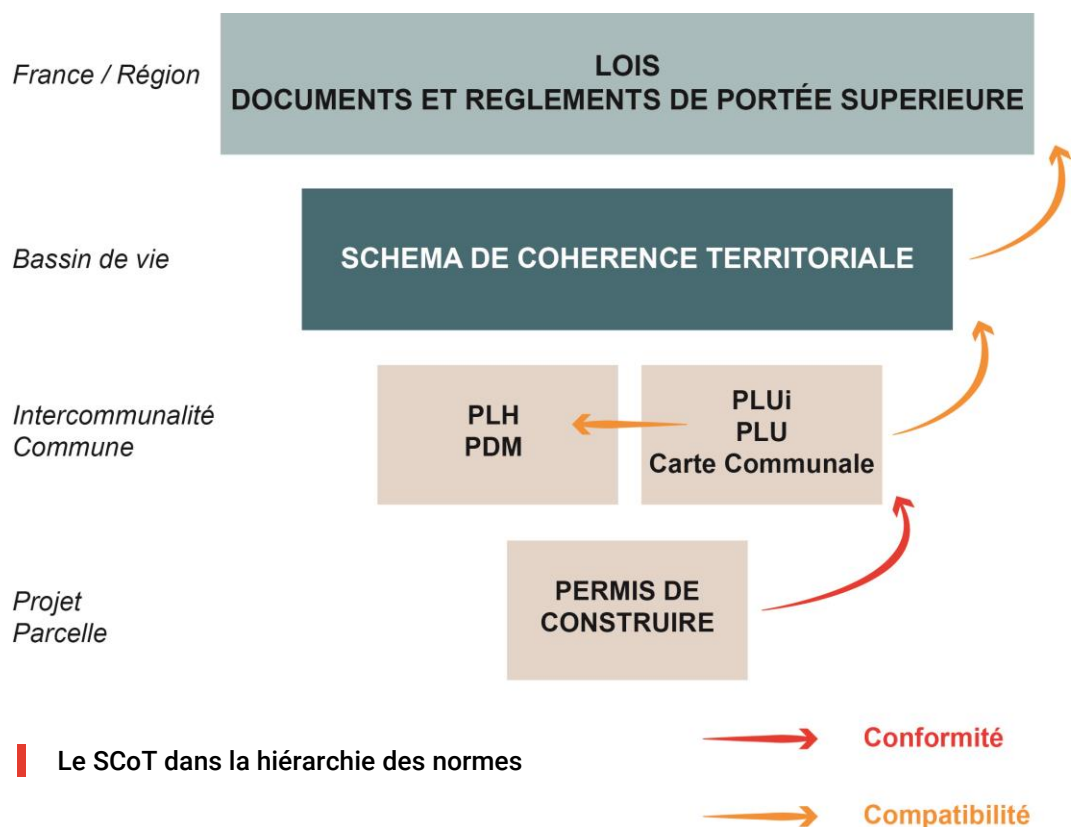 France / Région
LOIS
DOCUMENTS ET REGLEMENTS DE PORTÉE SUPERIEURE
Bassin de vie
SCHEMA DE COHERENCE TERRITORIALE
Intercommunalité
Commune
PLH
PDM
PLUi
PLU
Carte Communale
Projet
Parcelle
PERMIS DE
CONSTRUIRE
Le SCoT dans la hiérarchie des normes
Conformité
Compatibilité